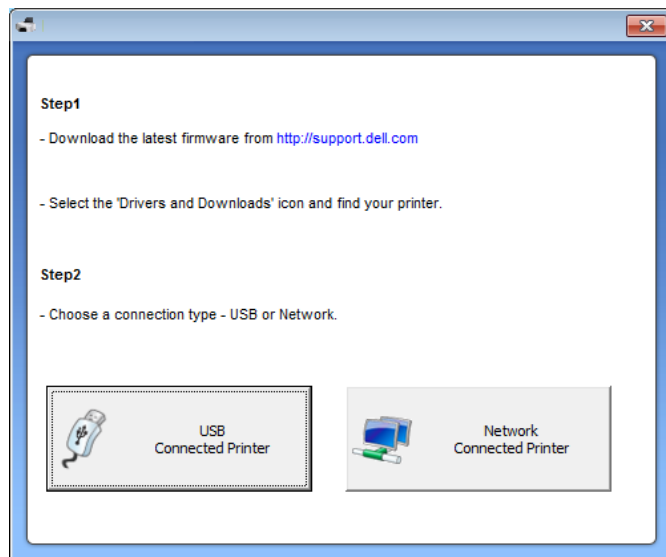 Step1
- Download the latest firmware from http://support.dell.com
- Select the 'Drivers and Downloads' icon and find your printer.
Step2
- Choose a connection type - USB or Network.
USB
Connected Printer
Network
Connected Printer